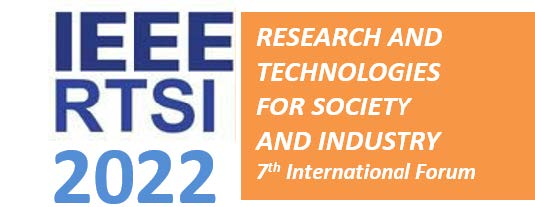 IEEE
RTSI
2022
RESEARCH AND
TECHNOLOGIES
FOR SOCIETY
AND INDUSTRY
7th International Forum